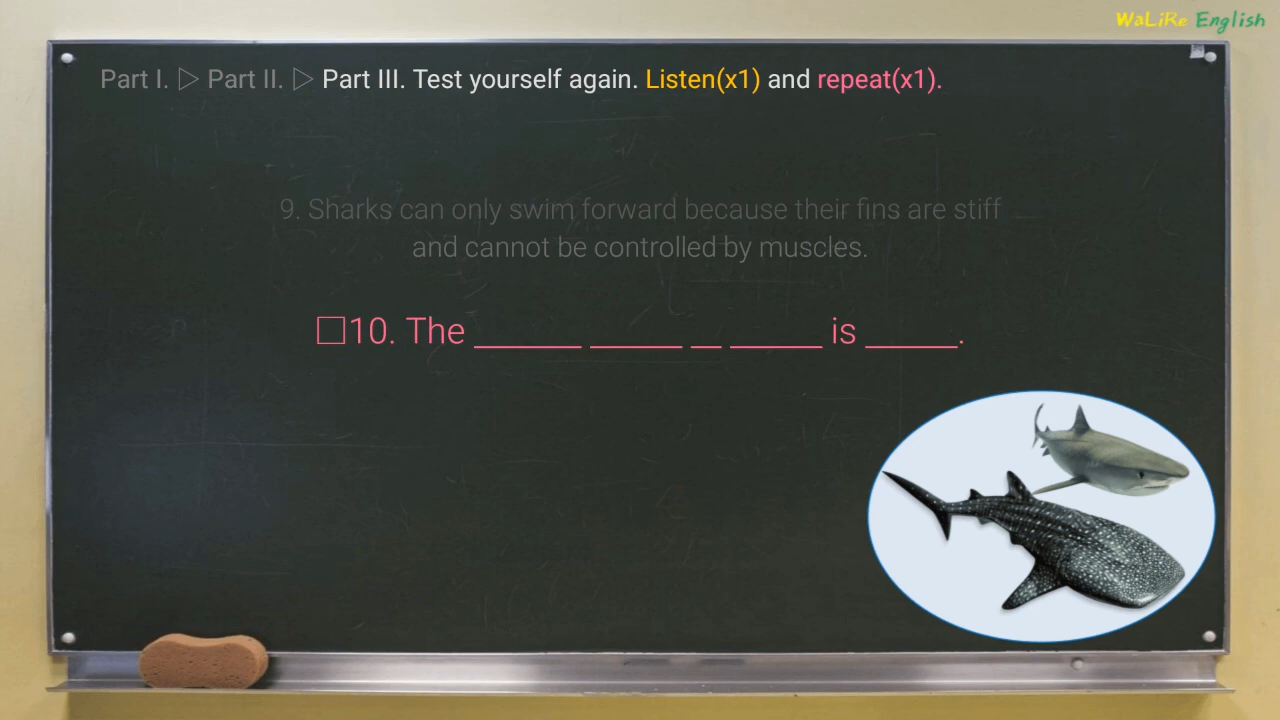 WaLiRe English
Part I. ▷ Part II. ▷ Part III. Test yourself again. Listen(x1) and repeat(x1).
9. Sharks can only swim forward because their fins are stiff
and cannot be controlled by muscles.
□10. The _______ ______ __ ______ is ______.